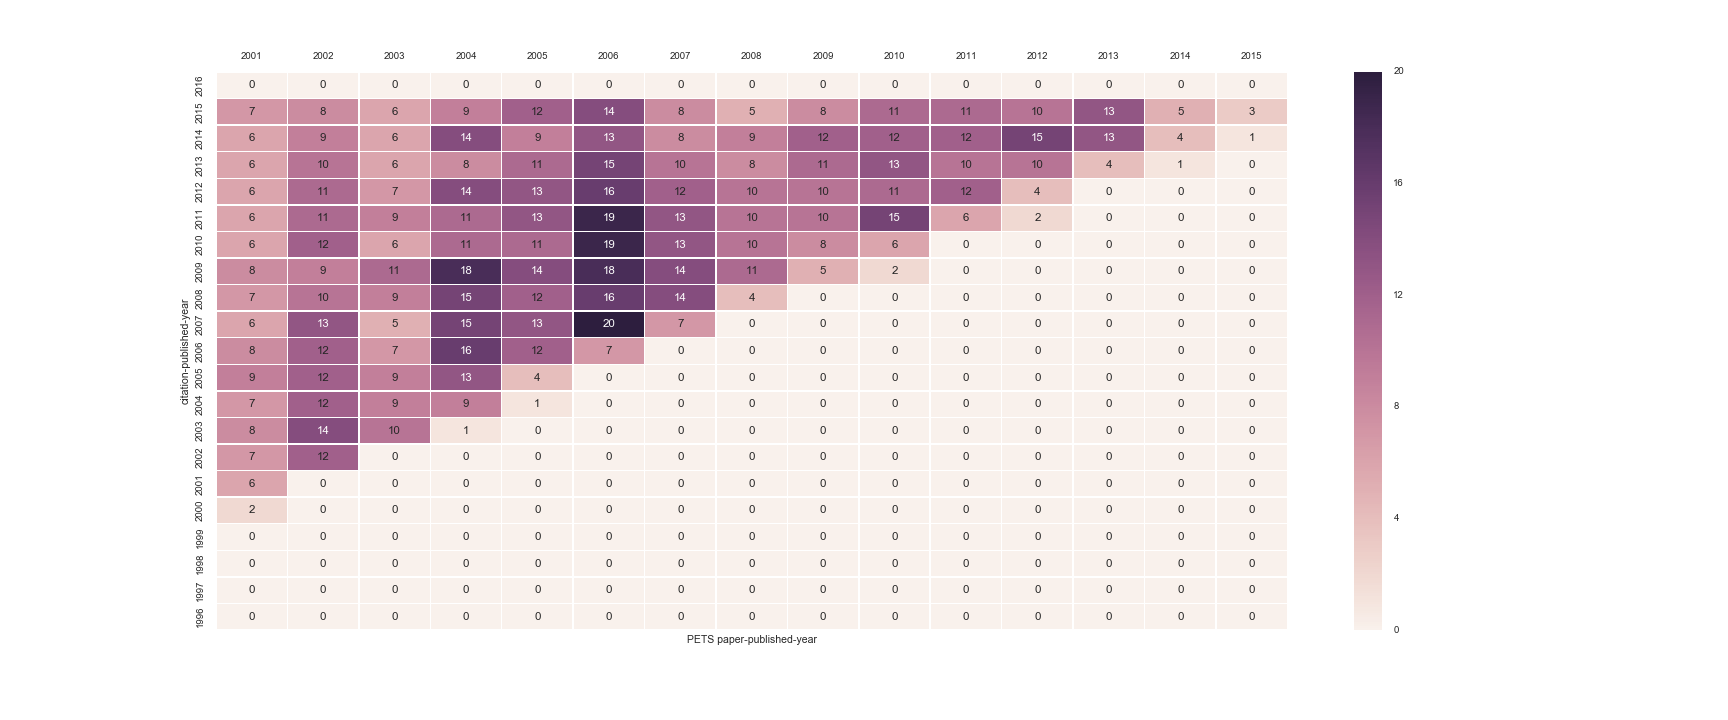 2001 2002 2003 2004 2005 2006 2007 2008 2009 2010 2011 2012 2013 2014 2015
2016 0 0 0 0 0 0 0 0 0 0 0 0 0 0 0
2015 7 8 6 9 12 14 8 5 8 11 11 10 13 5 3
2014 6 9 6 14 9 13 8 9 12 12 12 15 13 4 1
2013 6 10 6 8 11 15 10 8 11 13 10 10 4 1 0
2012 6 11 7 14 13 16 12 10 10 11 12 4 0 0 0
2011 6 11 9 11 13 19 13 10 10 15 6 2 0 0 0
2010 6 12 6 11 11 19 13 10 8 6 0 0 0 0 0
2009 8 9 11 18 14 18 14 11 5 2 0 0 0 0 0
2008 7 10 9 15 12 16 14 4 0 0 0 0 0 0 0
2007 6 13 5 15 13 20 7 0 0 0 0 0 0 0 0
2006 8 12 7 16 12 7 0 0 0 0 0 0 0 0 0
2005 9 12 9 13 4 0 0 0 0 0 0 0 0 0 0
2004 7 12 9 9 1 0 0 0 0 0 0 0 0 0 0
2003 8 14 10 1 0 0 0 0 0 0 0 0 0 0 0
2002 7 12 0 0 0 0 0 0 0 0 0 0 0 0 0
2001 6 0 0 0 0 0 0 0 0 0 0 0 0 0 0
2000 2 0 0 0 0 0 0 0 0 0 0 0 0 0 0
1999 0 0 0 0 0 0 0 0 0 0 0 0 0 0 0
1998 0 0 0 0 0 0 0 0 0 0 0 0 0 0 0
1997 0 0 0 0 0 0 0 0 0 0 0 0 0 0 0
1996 0 0 0 0 0 0 0 0 0 0 0 0 0 0 0
citation-published-year
PETS paper-published-year
20
16
12
8
4
0